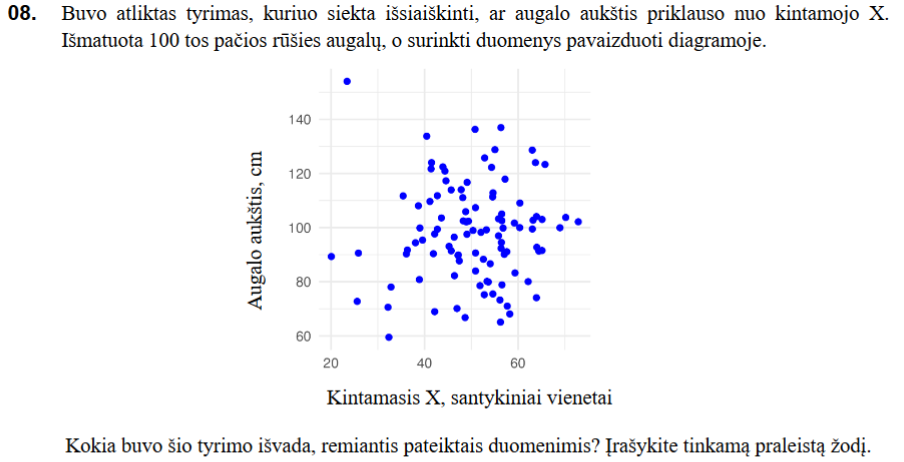 08. Buvo atliktas tyrimas, kuriuo siekta išsiaiškinti, ar augalo aukštis priklauso nuo kintamojo X.
Išmatuota 100 tos pačios rūšies augalų, o surinkti duomenys pavaizduoti diagramoje.
Augalo aukštis, cm
140
120
100
80
60
20 40 60
Kintamasis X, santykiniai vienetai
Kokia buvo šio tyrimo išvada, remiantis pateiktais duomenimis? Įrašykite tinkamą praleistą žodį.